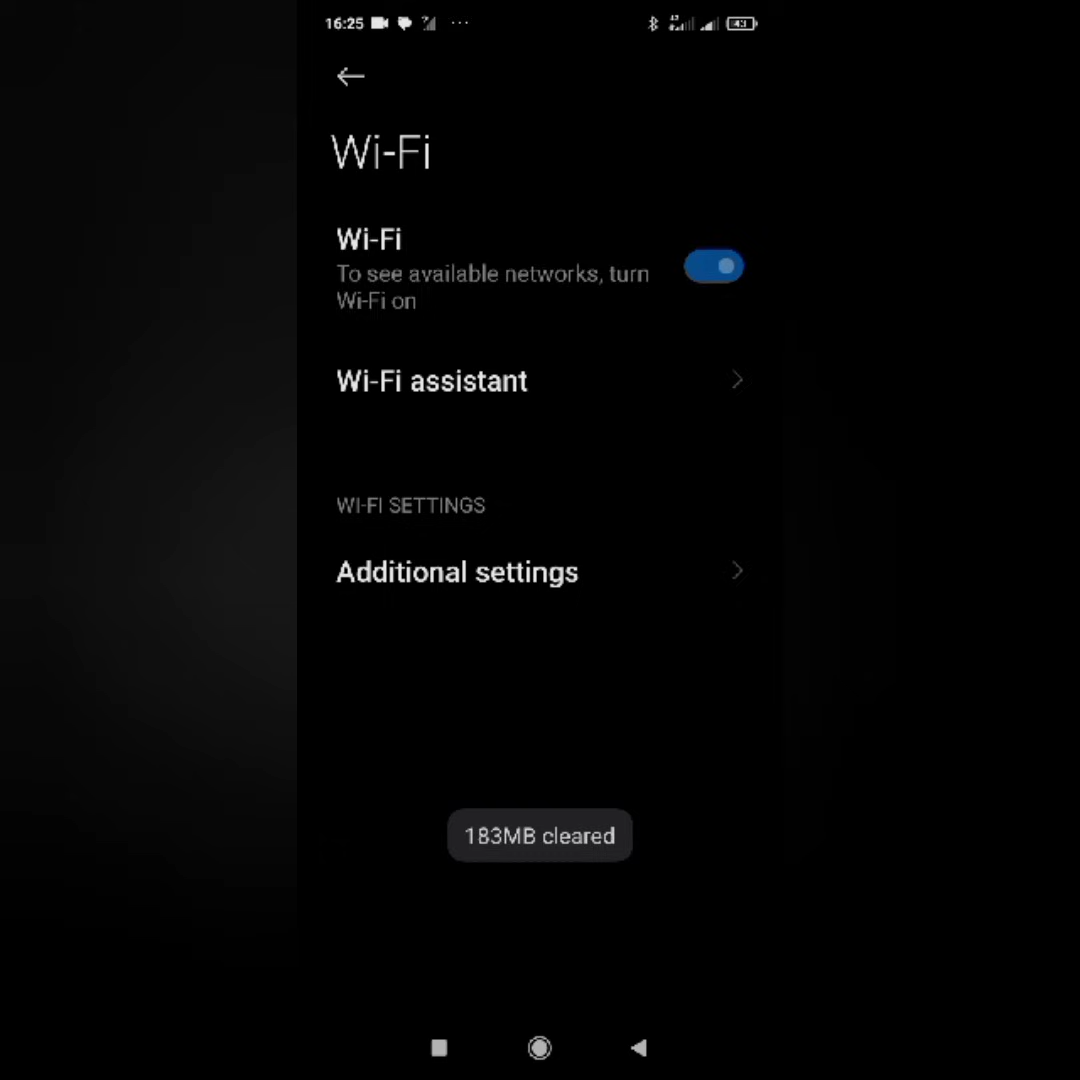 16:25
43
Wi-Fi
Wi-Fi
To see available networks, turn
Wi-Fi on
Wi-Fi assistant
WI-FI SETTINGS
Additional settings
183MB cleared